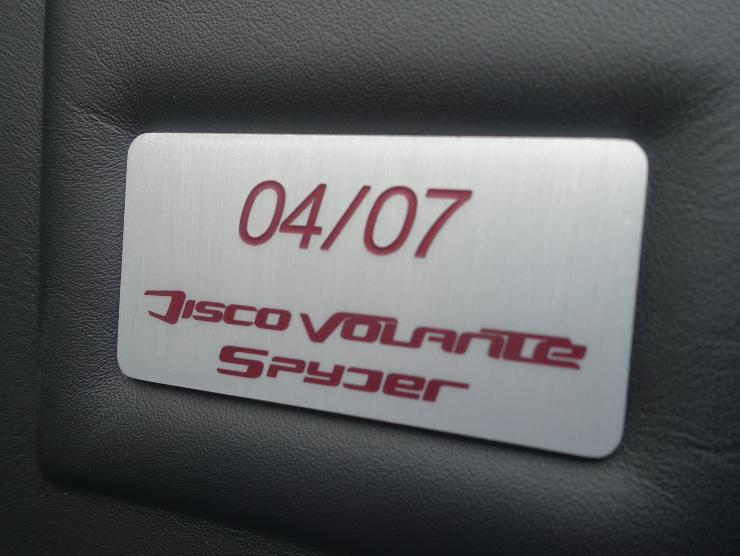 04/07
Disco Volante
Spyder